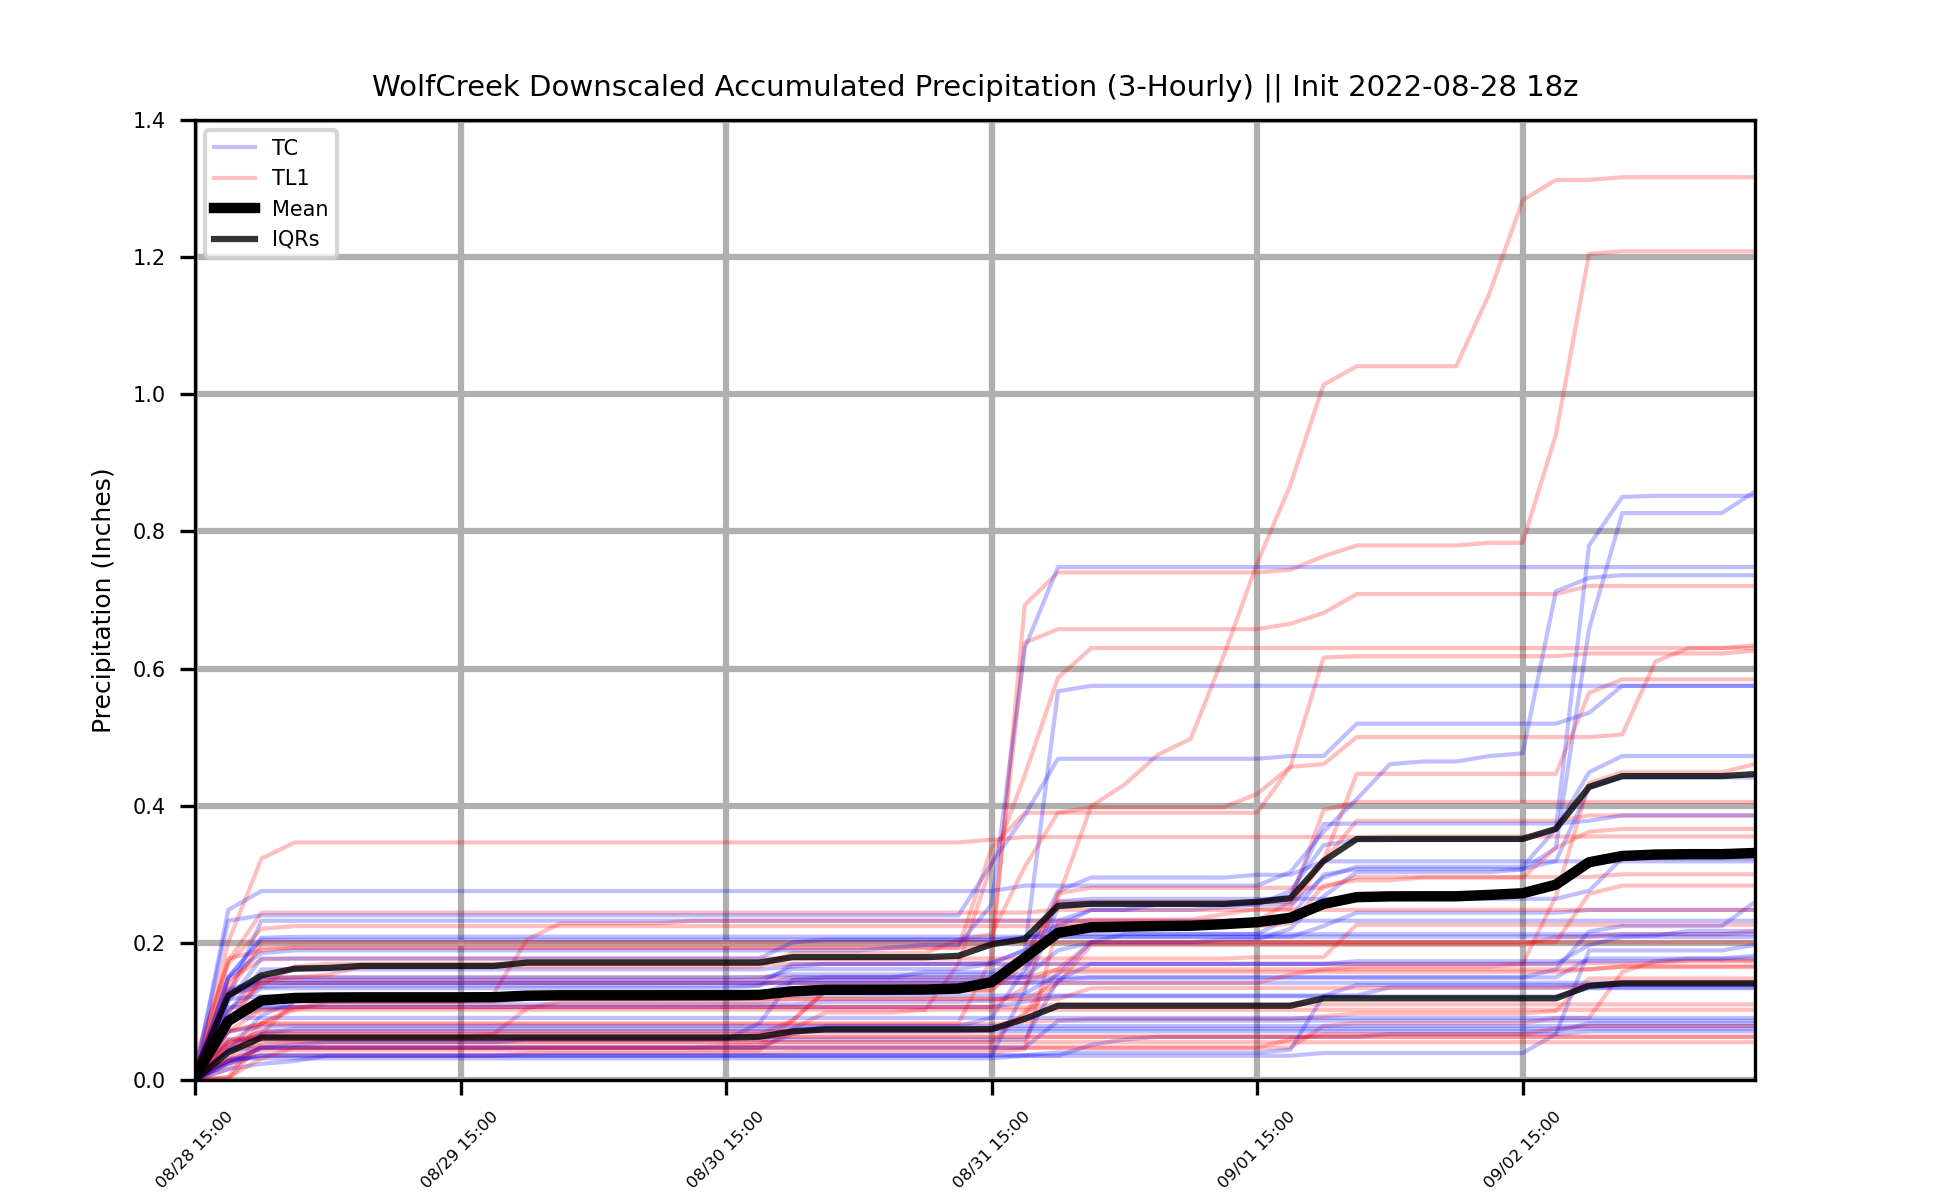 WolfCreek Downscaled Accumulated Precipitation (3-Hourly) || Init 2022-08-28 18z
TC
TL1
Mean
IQRs
Precipitation (Inches)
1.4
1.2
1.0
0.8
0.6
0.4
0.2
0.0
08/28 15:00
08/29 15:00
08/30 15:00
08/31 15:00
09/01 15:00
09/02 15:00